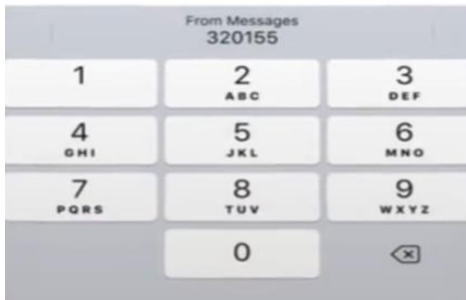 From Messages
320155
1 2 3
ABC DEF
4 5 6
GHI JKL MNO
7 8 9
PQRS TUV WXYZ
0